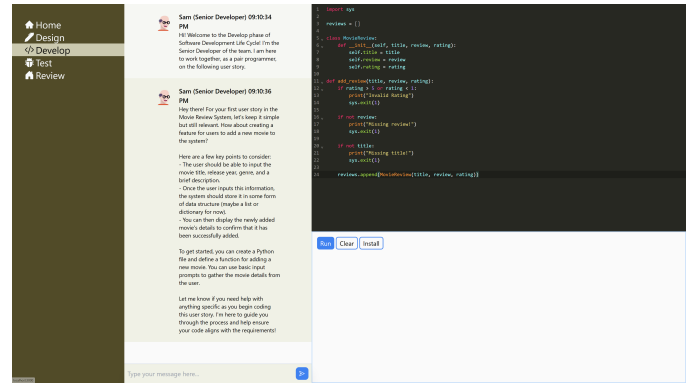 Home
Design
</> Develop
Test
Review
Sam (Senior Developer) 09:10:34
PM
Hi! Welcome to the Develop phase of
Software Development Life Cycle! I'm the
Senior Developer of the team. I am here
to work together, as a pair programmer,
on the following user story.
Sam (Senior Developer) 09:10:36
PM
Hey there! For your first user story in the
Movie Review System, let's keep it simple
but still relevant. How about creating a
feature for users to add a new movie to
the system?
Here are a few key points to consider:
- The user should be able to input the
movie title, release year, genre, and a
brief description.
- Once the user inputs this information,
the system should store it in some form
of data structure (maybe a list or
dictionary for now).
- You can then display the newly added
movie's details to confirm that it has
been successfully added.
To get started, you can create a Python
file and define a function for adding a
new movie. You can use basic input
prompts to gather the movie details from
the user.
Let me know if you need help with
anything specific as you begin coding
this user story. I'm here to guide you
through the process and help ensure
your code aligns with the requirements!
Type your message here...
1 import sys
2
3 reviews = []
4
5 class MovieReview:
6 def __init__(self, title, review, rating):
7 self.title = title
8 self.review = review
9 self.rating = rating
10
11 def add_review(title, review, rating):
12 if rating > 5 or rating < 1:
13 print("Invalid Rating")
14 sys.exit(1)
15
16 if not review:
17 print("Missing review!")
18 sys.exit(1)
19
20 if not title:
21 print("Missing title!")
22 sys.exit(1)
23
24 reviews.append(MovieReview(title, review, rating))
Run Clear Install